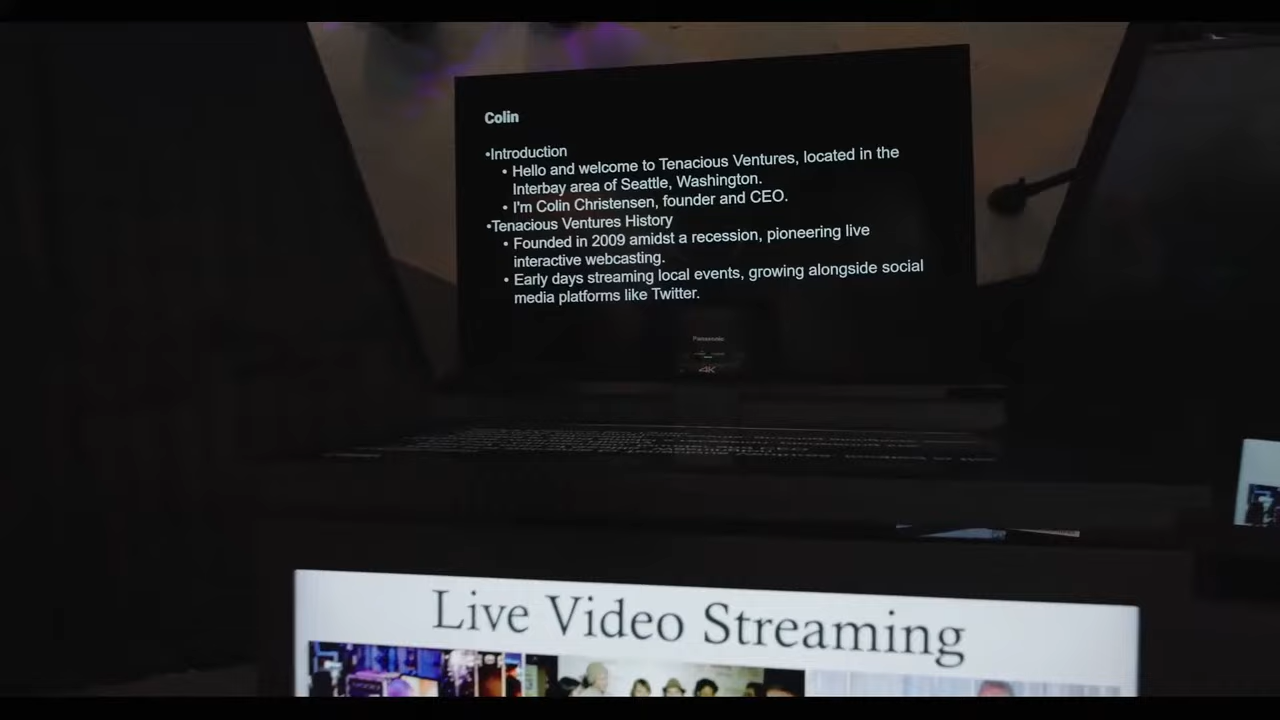 Colin
•Introduction
• Hello and welcome to Tenacious Ventures, located in the
Interbay area of Seattle, Washington.
• I'm Colin Christensen, founder and CEO.
•Tenacious Ventures History
• Founded in 2009 amidst a recession, pioneering live
interactive webcasting.
• Early days streaming local events, growing alongside social
media platforms like Twitter.
Panasonic
4K
Live Video Streaming